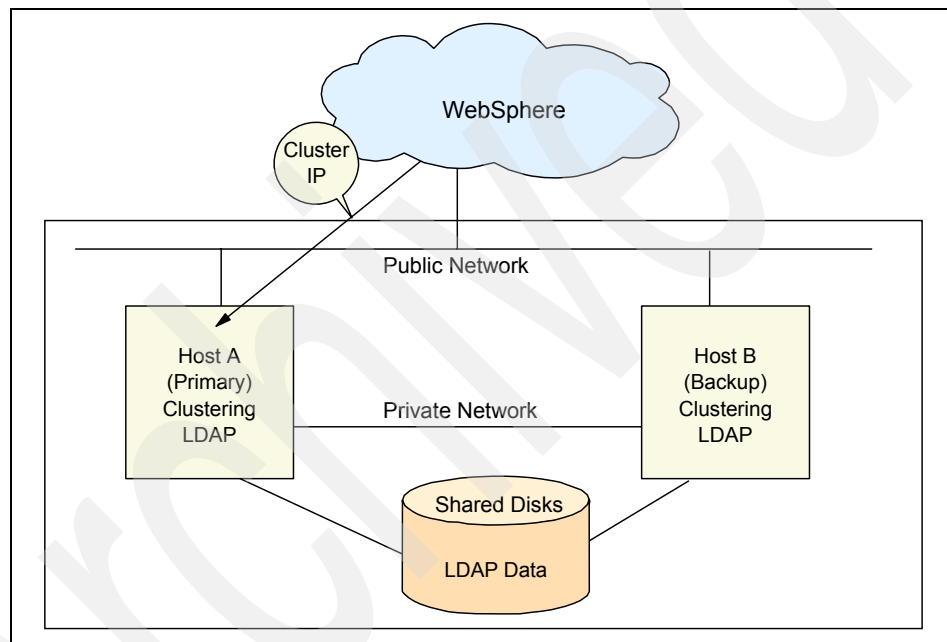 WebSphere
Cluster
IP
Public Network
Host A
(Primary)
Clustering
LDAP
Host B
(Backup)
Clustering
LDAP
Private Network
Shared Disks
LDAP Data